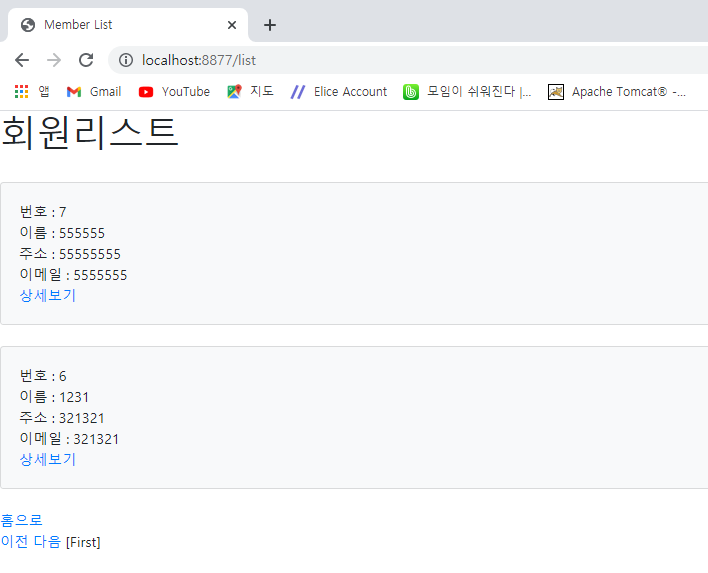 Member List
localhost:8877/list
앱 Gmail YouTube 지도 Elice Account 모임이 쉬워진다 |... Apache Tomcat® -...
회원리스트
번호 : 7
이름 : 555555
주소 : 55555555
이메일 : 5555555
상세보기
번호 : 6
이름 : 1231
주소 : 321321
이메일 : 321321
상세보기
홈으로
이전 다음 [First]